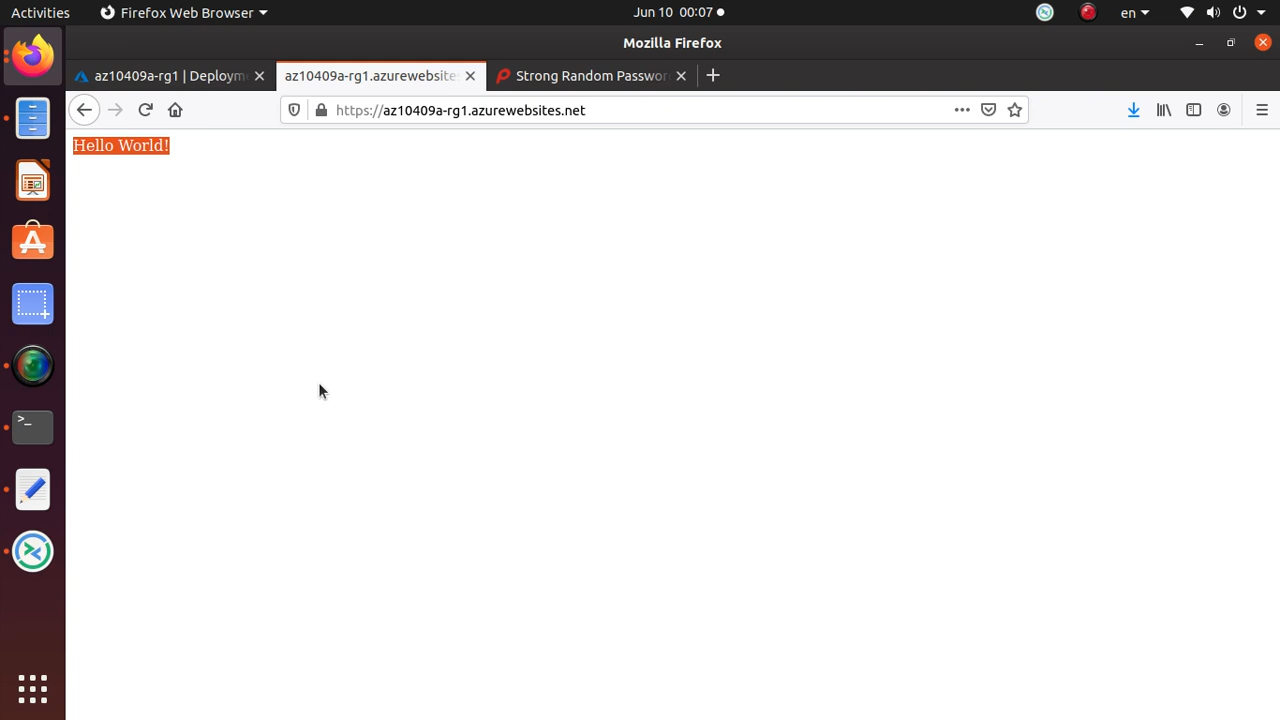 Activities
Firefox Web Browser
Jun 10 00:07
en
Mozilla Firefox
az10409a-rg1 | Deploym
az10409a-rg1.azurewebsite
Strong Random Passwor
https://az10409a-rg1.azurewebsites.net
Hello World!
>_